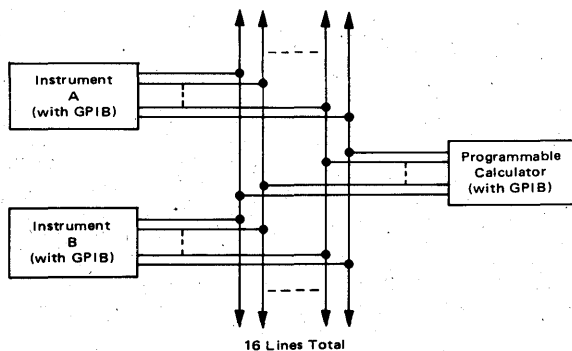 Instrument
A
(with GPIB)
Programmable
Calculator
(with GPIB)
Instrument
B
(with GPIB)
16 Lines Total